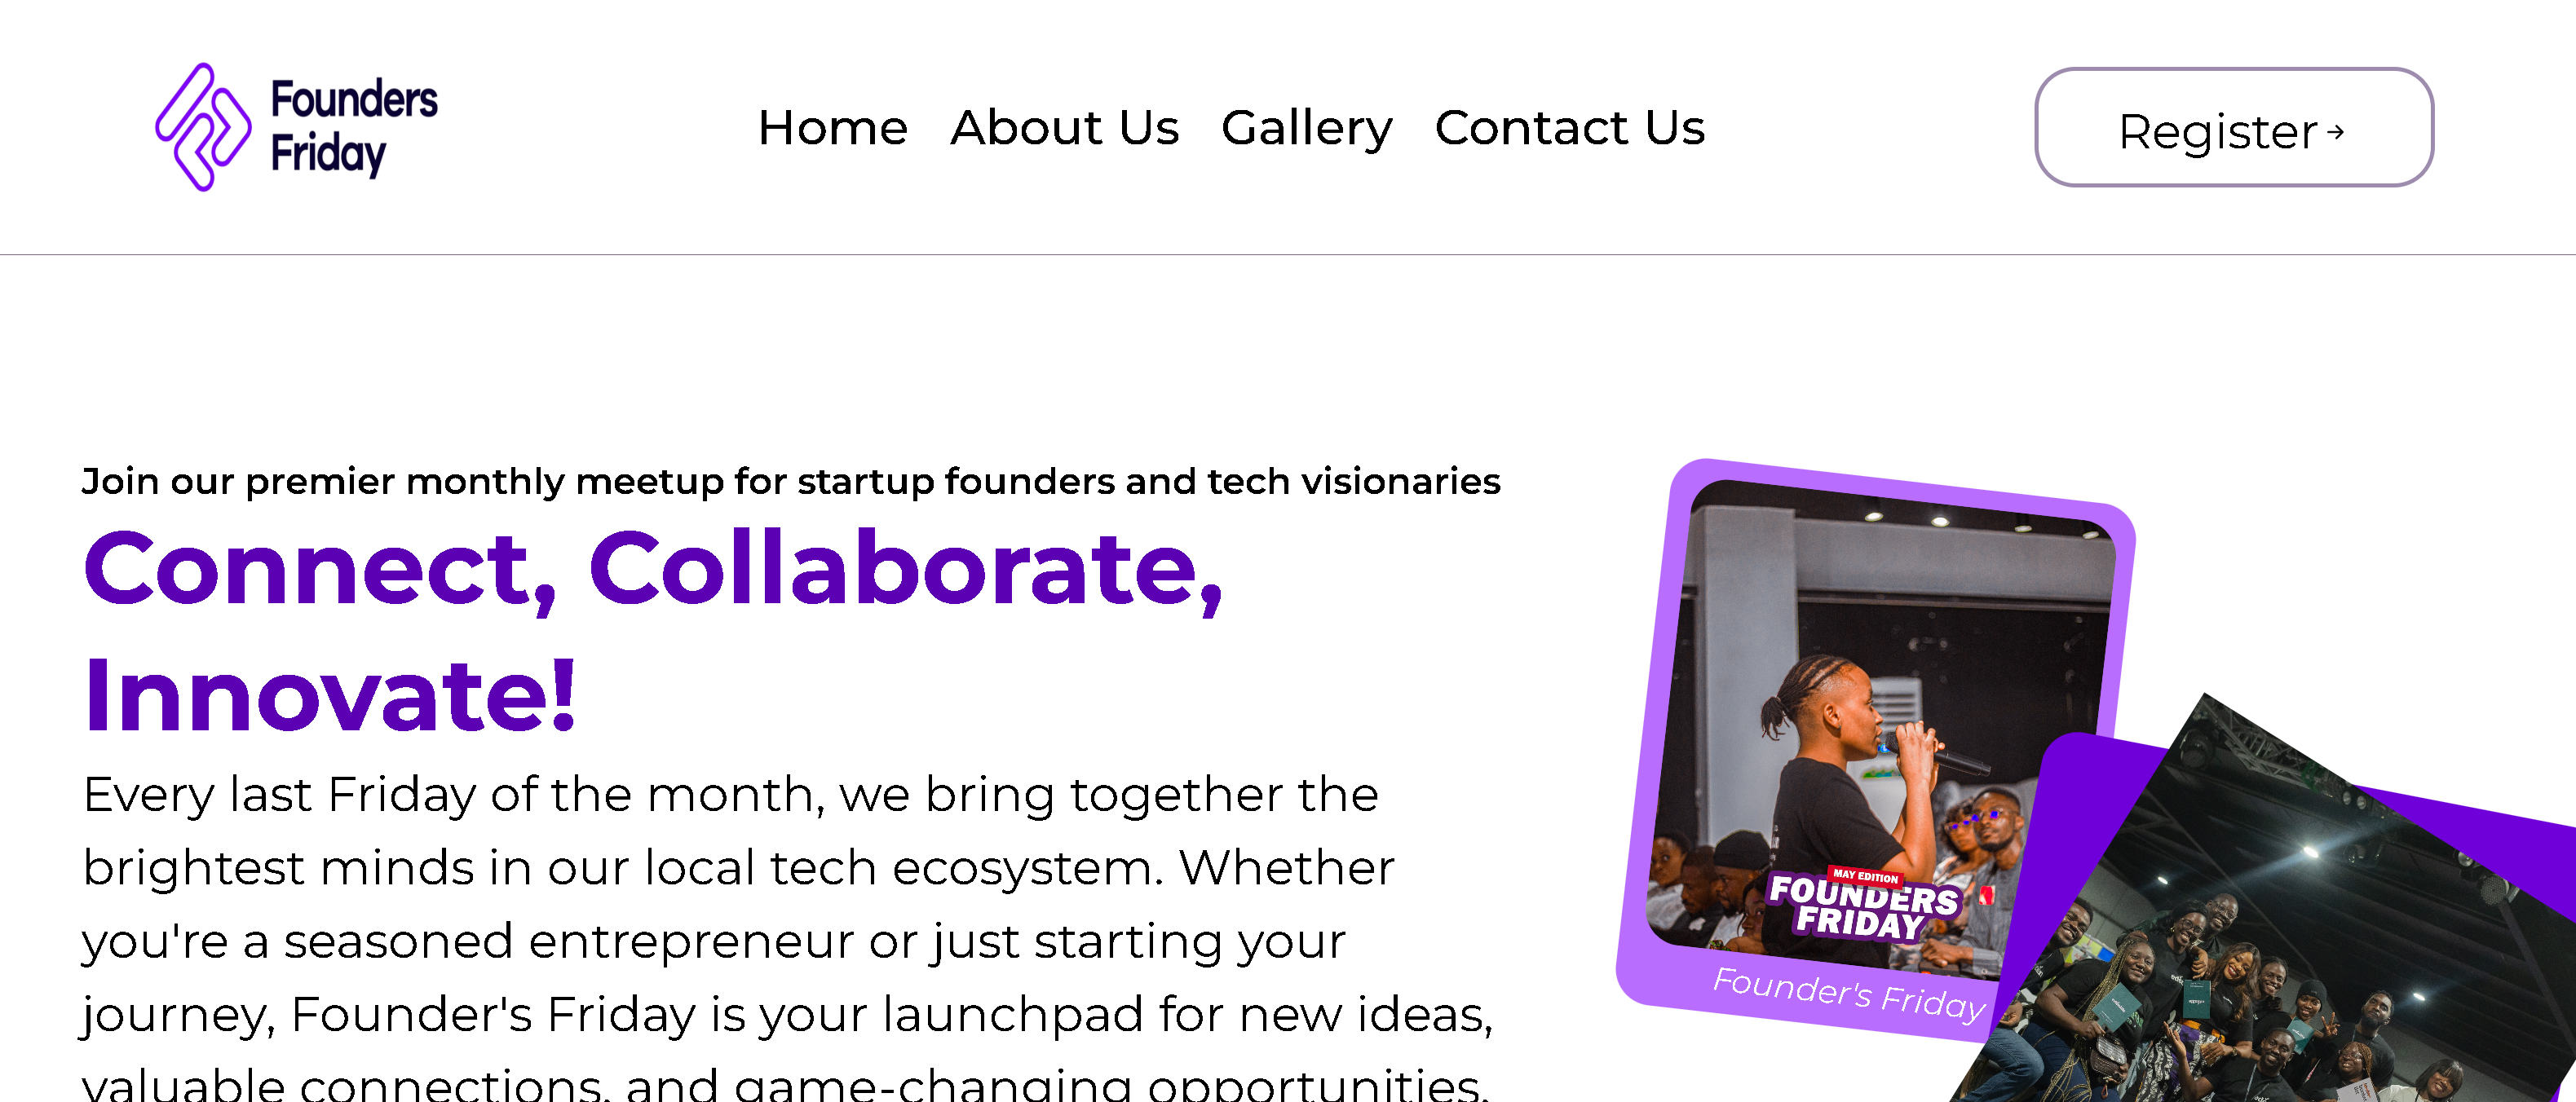 Founders
Friday
Home
About Us
Gallery
Contact Us
Register →
Join our premier monthly meetup for startup founders and tech visionaries
Connect, Collaborate,
Innovate!
Every last Friday of the month, we bring together the
brightest minds in our local tech ecosystem. Whether
you're a seasoned entrepreneur or just starting your
journey, Founder's Friday is your launchpad for new ideas,
valuable connections, and game-changing opportunities.
MAY EDITION
FOUNDERS
FRIDAY
Founder's Friday